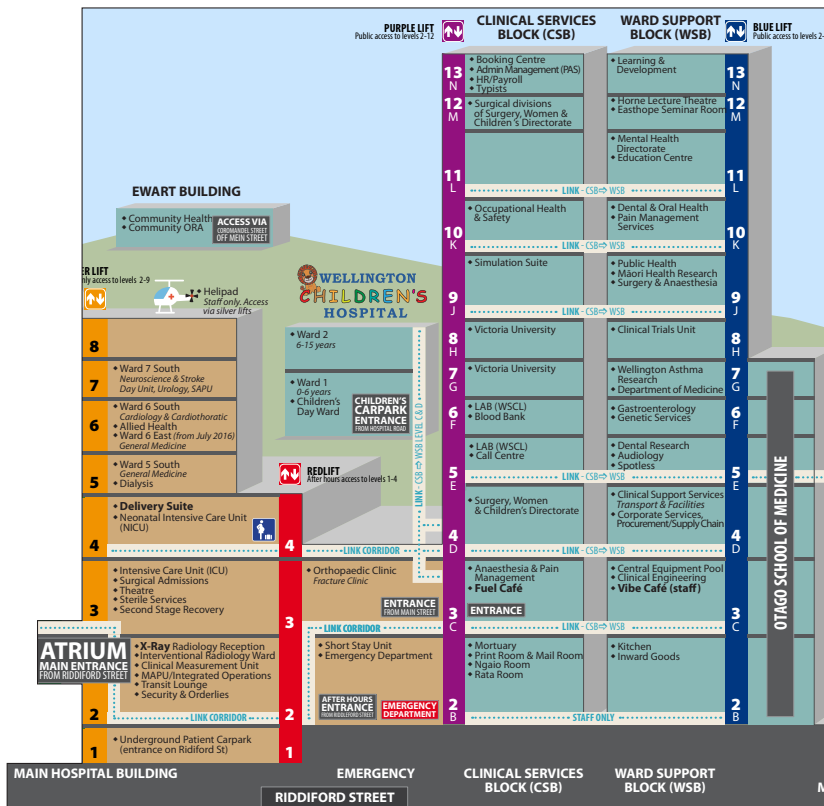 PURPLE LIFT
Public access to levels 2-12
CLINICAL SERVICES
BLOCK (CSB)
WARD SUPPORT
BLOCK (WSB)
BLUE LIFT
Public access to levels 2-
13
N
Booking Centre
Admin Management (PAS)
HR/Payroll
Typists
Learning &
Development
13
N
12
M
Surgical divisions
of Surgery, Women &
Children's Directorate
Horne Lecture Theatre
Easthope Seminar Room
12
M
11
L
Mental Health
Directorate
Education Centre
11
L
LINK - CSB⇨WSB
10
K
Occupational Health
& Safety
Dental & Oral Health
Pain Management
Services
10
K
LINK - CSB⇨WSB
9
J
Simulation Suite
Public Health
Māori Health Research
Surgery & Anaesthesia
9
J
LINK - CSB⇨WSB
8
H
Victoria University
Clinical Trials Unit
8
H
7
G
Victoria University
Wellington Asthma
Research
Department of Medicine
7
G
6
F
LAB (WSCL)
Blood Bank
Gastroenterology
Genetic Services
6
F
5
E
LAB (WSCL)
Call Centre
Dental Research
Audiology
Spotless
5
E
LINK - CSB⇨WSB
4
D
Surgery, Women
& Children's Directorate
Clinical Support Services
Transport & Facilities
Corporate Services,
Procurement/Supply Chain
4
D
LINK - CSB⇨WSB
3
C
Anaesthesia & Pain
Management
Fuel Café
ENTRANCE
Central Equipment Pool
Clinical Engineering
Vibe Café (staff)
3
C
LINK - CSB⇨WSB
2
B
Mortuary
Print Room & Mail Room
Ngaio Room
Rata Room
Kitchen
Inward Goods
2
B
STAFF ONLY
OTAGO SCHOOL OF MEDICINE
EWART BUILDING
Community Health
Community ORA
ACCESS VIA
COROMANDEL STREET
OFF MEIN STREET
ER LIFT
nly access to levels 2-9
Helipad
Staff only. Access
via silver lifts
WELLINGTON
CHILDREN'S
HOSPITAL
Ward 2
6-15 years
Ward 1
0-6 years
Children's
Day Ward
CHILDREN'S
CARPARK
ENTRANCE
FROM HOSPITAL ROAD
LINK - CSB ⇨ WSB LEVEL C & D
8
7
Ward 7 South
Neuroscience & Stroke
Day Unit, Urology, SAPU
6
Ward 6 South
Cardiology & Cardiothoratic
Allied Health
Ward 6 East (from July 2016)
General Medicine
5
Ward 5 South
General Medicine
Dialysis
REDLIFT
After hours access to levels 1-4
4
Delivery Suite
Neonatal Intensive Care Unit
(NICU)
4
LINK CORRIDOR
3
Intensive Care Unit (ICU)
Surgical Admissions
Theatre
Sterile Services
Second Stage Recovery
3
Orthopaedic Clinic
Fracture Clinic
ENTRANCE
FROM MAIN STREET
LINK CORRIDOR
ATRIUM
MAIN ENTRANCE
FROM RIDDIFORD STREET
2
X-Ray Radiology Reception
Interventional Radiology Ward
Clinical Measurement Unit
MAPU/Integrated Operations
Transit Lounge
Security & Orderlies
LINK CORRIDOR
2
Short Stay Unit
Emergency Department
AFTER HOURS
ENTRANCE
FROM RIDDLEFORD STREET
EMERGENCY
DEPARTMENT
1
Underground Patient Carpark
(entrance on Ridiford St)
1
MAIN HOSPITAL BUILDING
EMERGENCY
CLINICAL SERVICES
BLOCK (CSB)
WARD SUPPORT
BLOCK (WSB)
M
RIDDIFORD STREET